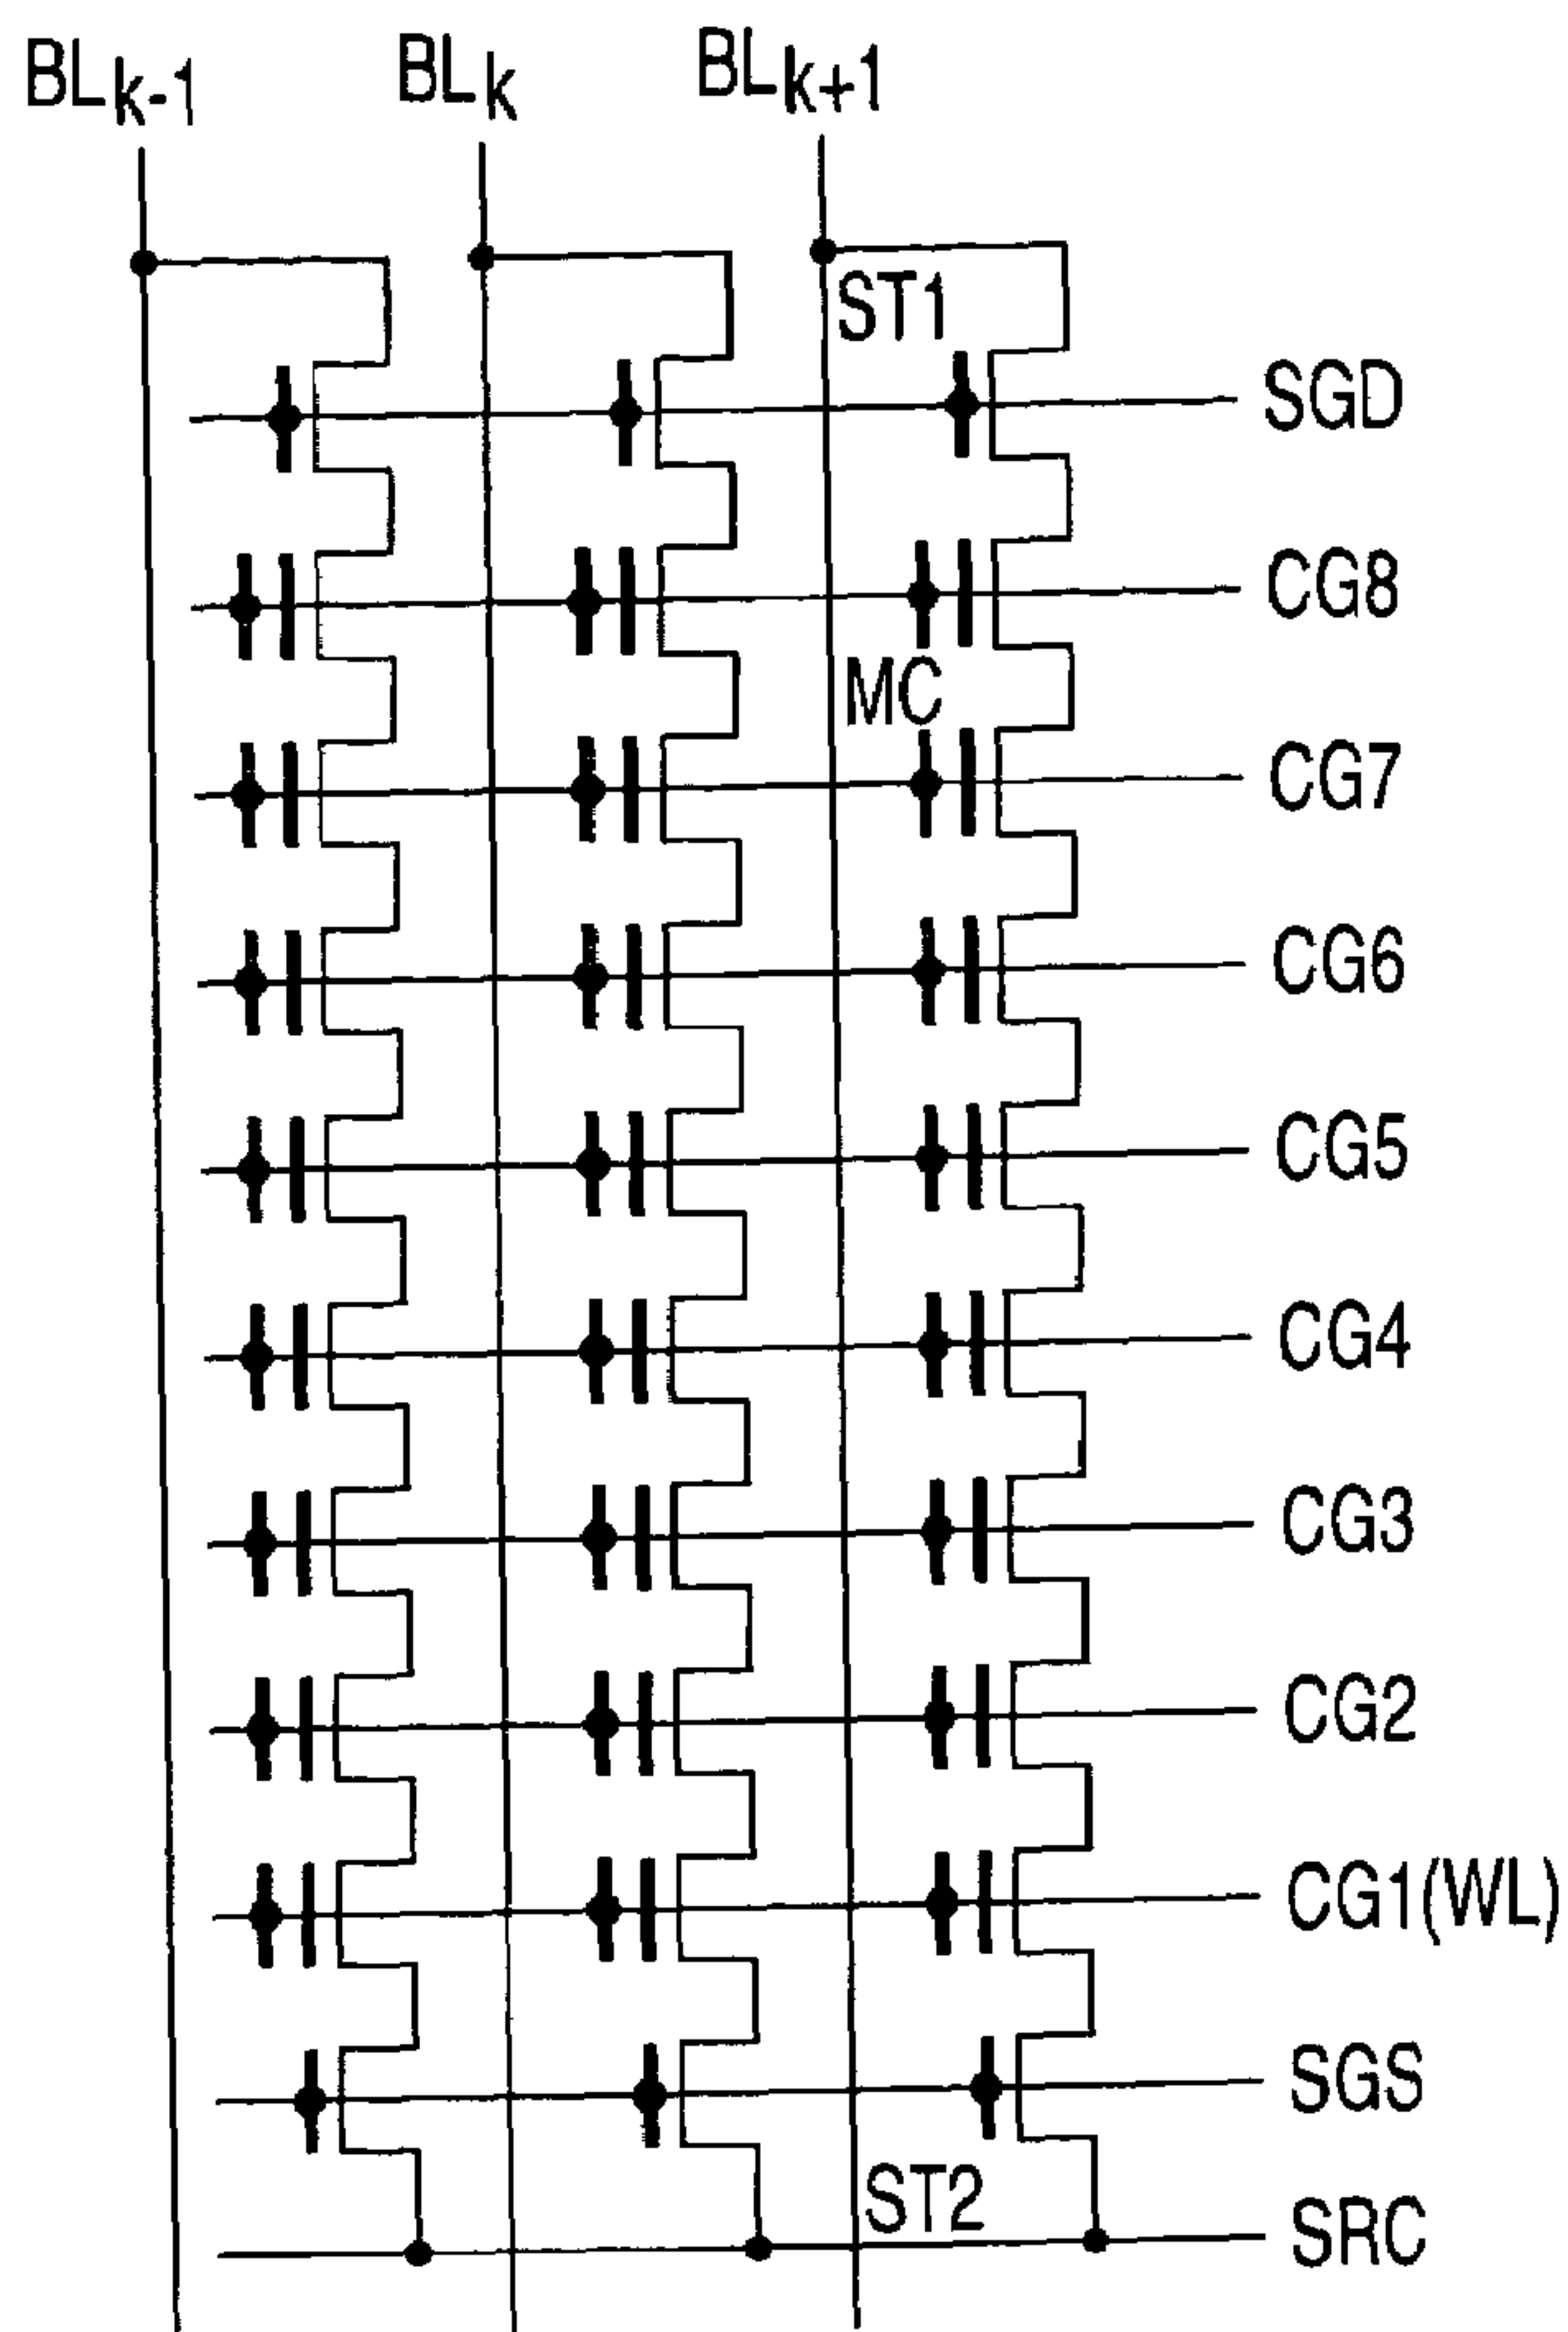 BLk-1 BLk BLk+1
ST1
SGD
CG8
MC
CG7
CG6
CG5
CG4
CG3
CG2
CG1(WL)
SGS
ST2
SRC